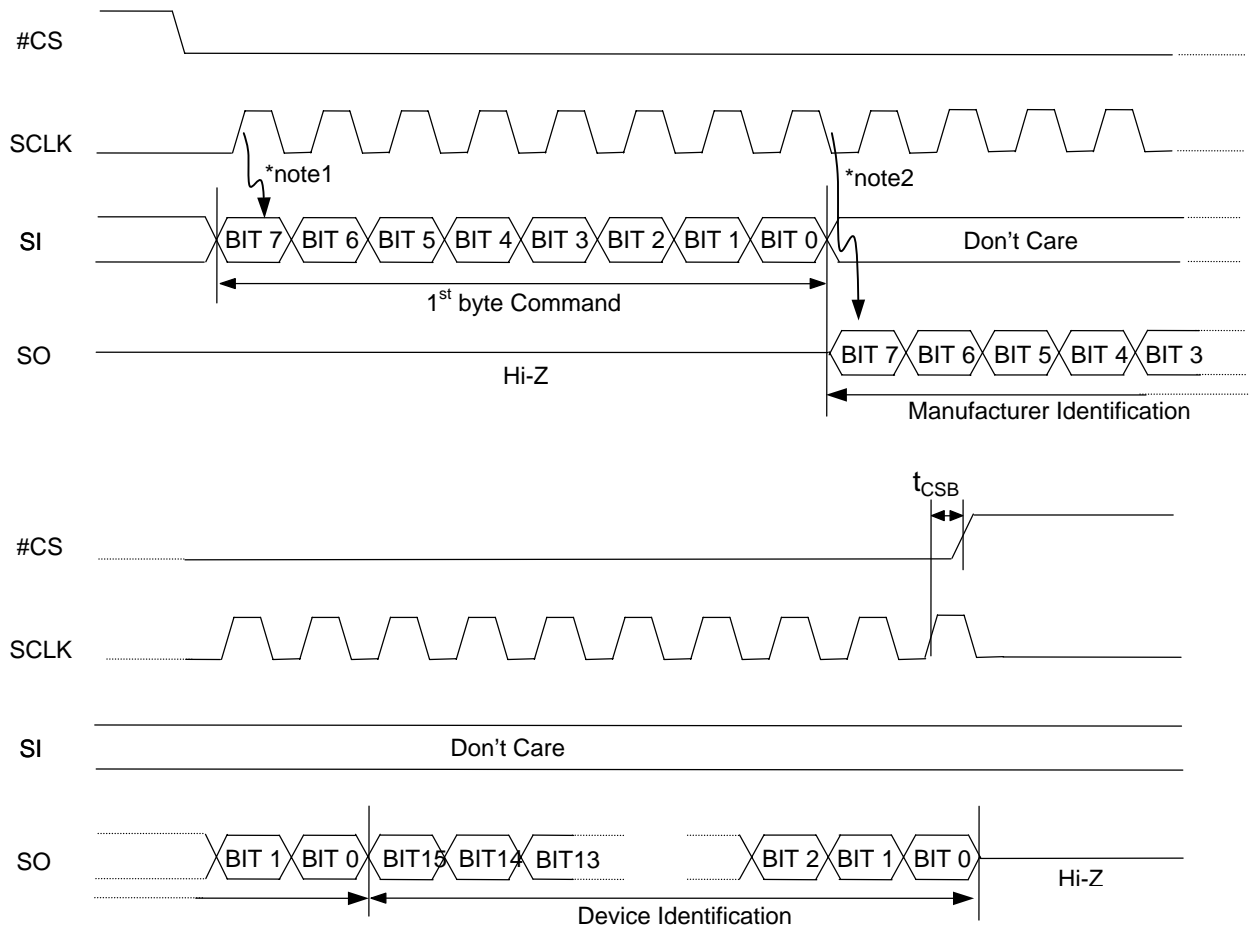 #CS
SCLK
*note1
*note2
SI
BIT 7 BIT 6 BIT 5 BIT 4 BIT 3 BIT 2 BIT 1 BIT 0
Don't Care
1st byte Command
SO
Hi-Z
BIT 7 BIT 6 BIT 5 BIT 4 BIT 3
Manufacturer Identification
tCSB
#CS
SCLK
SI
Don't Care
SO
BIT 1 BIT 0 BIT15 BIT14 BIT13 BIT 2 BIT 1 BIT 0
Hi-Z
Device Identification